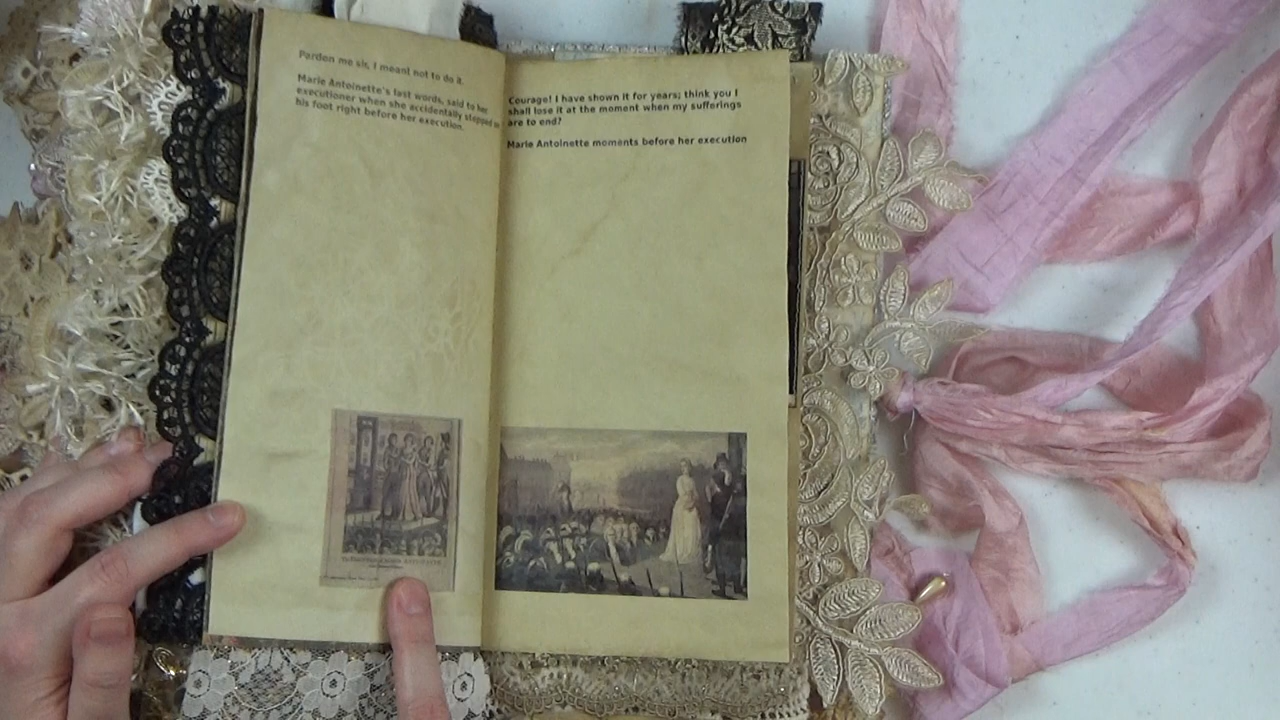 Pardon me sir, I meant not to do it.
Marie Antoinette's last words, said to her
executioner when she accidentally stepped on
his foot right before her execution.
Courage! I have shown it for years; think you I
shall lose it at the moment when my sufferings
are to end?
Marie Antoinette moments before her execution